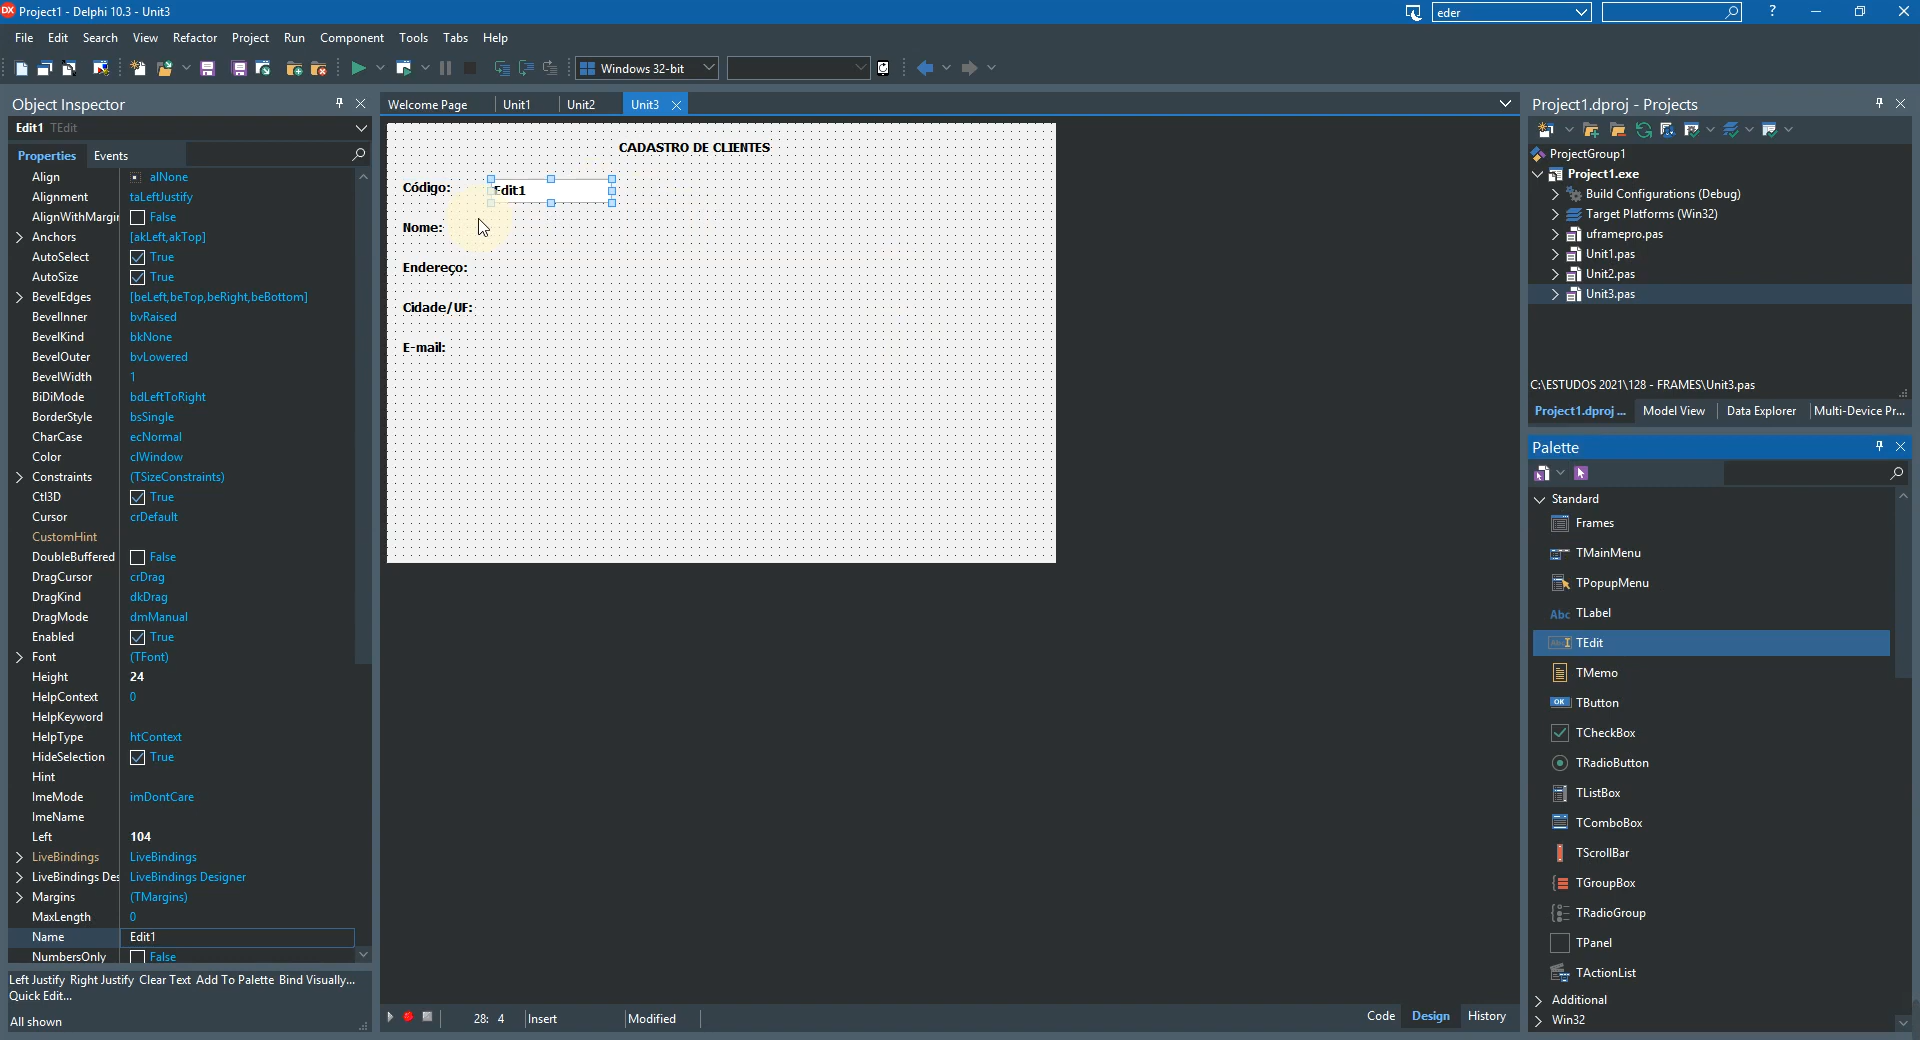 Project1 - Delphi 10.3 - Unit3
eder
File Edit Search View Refactor Project Run Component Tools Tabs Help
Windows 32-bit
Object Inspector
Edit1 TEdit
Properties Events
Align alNone
Alignment taLeftJustify
AlignWithMargin False
Anchors [akLeft,akTop]
AutoSelect True
AutoSize True
BevelEdges [beLeft,beTop,beRight,beBottom]
BevelInner bvRaised
BevelKind bkNone
BevelOuter bvLowered
BevelWidth 1
BiDiMode bdLeftToRight
BorderStyle bsSingle
CharCase ecNormal
Color clWindow
Constraints (TSizeConstraints)
Ctl3D True
Cursor crDefault
CustomHint
DoubleBuffered False
DragCursor crDrag
DragKind dkDrag
DragMode dmManual
Enabled True
Font (TFont)
Height 24
HelpContext 0
HelpKeyword
HelpType htContext
HideSelection True
Hint
ImeMode imDontCare
ImeName
Left 104
LiveBindings LiveBindings
LiveBindings Des LiveBindings Designer
Margins (TMargins)
MaxLength 0
Name Edit1
NumbersOnly False
Left Justify Right Justify Clear Text Add To Palette Bind Visually...
Quick Edit...
All shown
Welcome Page Unit1 Unit2 Unit3
CADASTRO DE CLIENTES
Código: Edit1
Nome:
Endereço:
Cidade/UF:
E-mail:
28: 4 Insert Modified
Code Design History
Project1.dproj - Projects
ProjectGroup1
Project1.exe
Build Configurations (Debug)
Target Platforms (Win32)
uframepro.pas
Unit1.pas
Unit2.pas
Unit3.pas
C:\ESTUDOS 2021\128 - FRAMES\Unit3.pas
Project1.dproj ... Model View Data Explorer Multi-Device Pr...
Palette
Standard
Frames
TMainMenu
TPopupMenu
Abc TLabel
TEdit
TMemo
OK TButton
TCheckBox
TRadioButton
TListBox
TComboBox
TScrollBar
TGroupBox
TRadioGroup
TPanel
TActionList
Additional
Win32